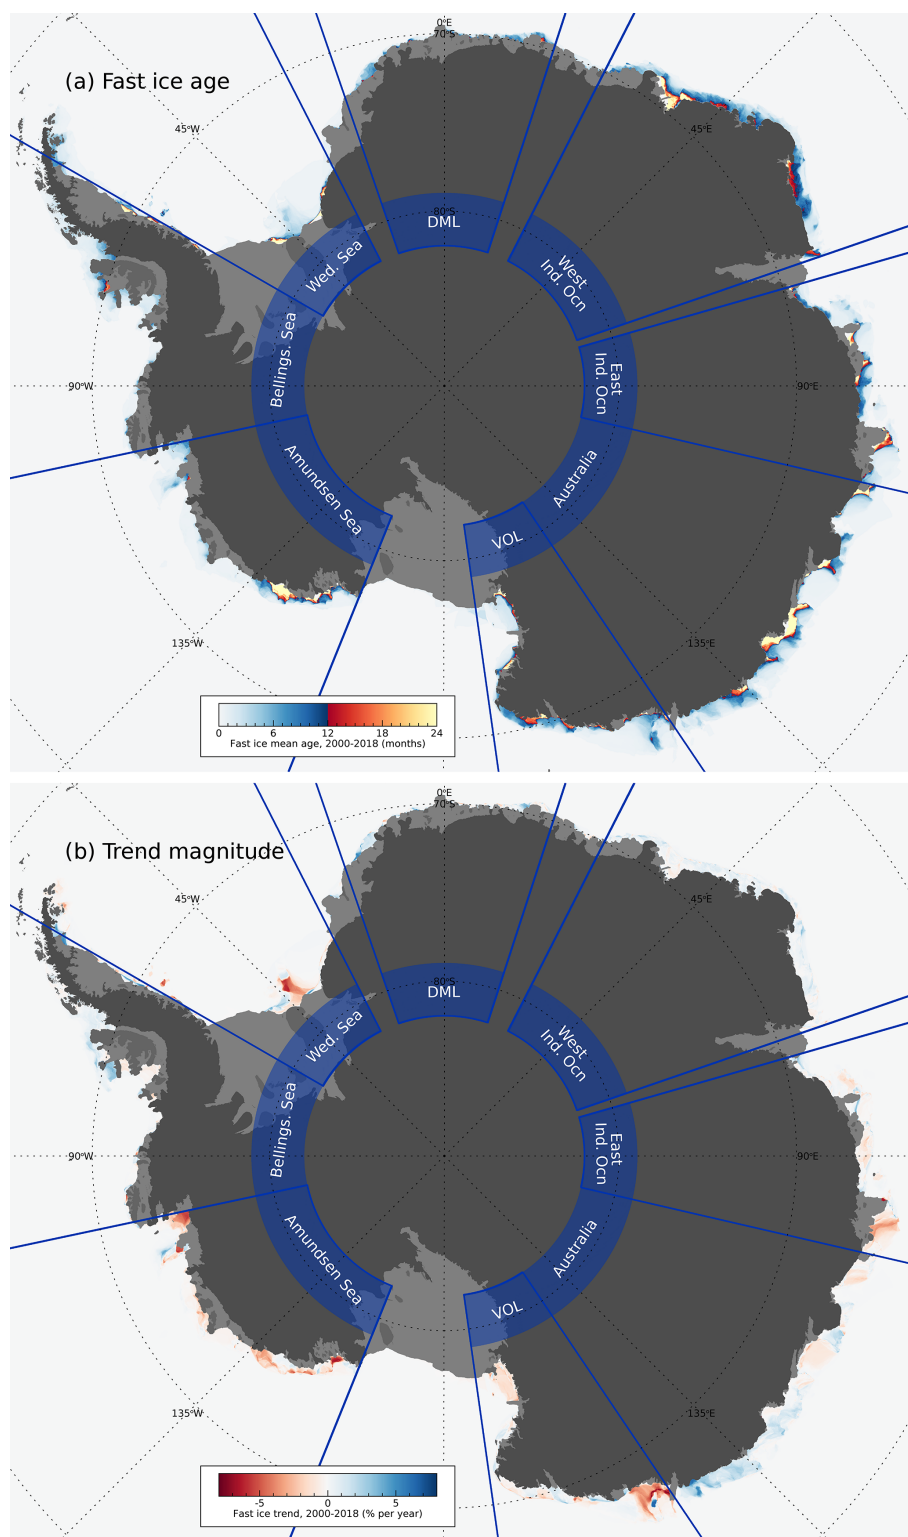 0°E
70°S
(a) Fast ice age
45°W
45°E
80°S
DML
Wed. Sea
West
Ind. Ocn
Bellings. Sea
90°W
East
Ind. Ocn
90°E
Amundsen Sea
Australia
VOL
135°W
135°E
0 6 12 18 24
Fast ice mean age, 2000-2018 (months)
0°E
70°S
(b) Trend magnitude
45°W
45°E
80°S
DML
Wed. Sea
West
Ind. Ocn
Bellings. Sea
90°W
East
Ind. Ocn
90°E
Amundsen Sea
Australia
VOL
135°W
135°E
-5 0 5
Fast ice trend, 2000-2018 (% per year)